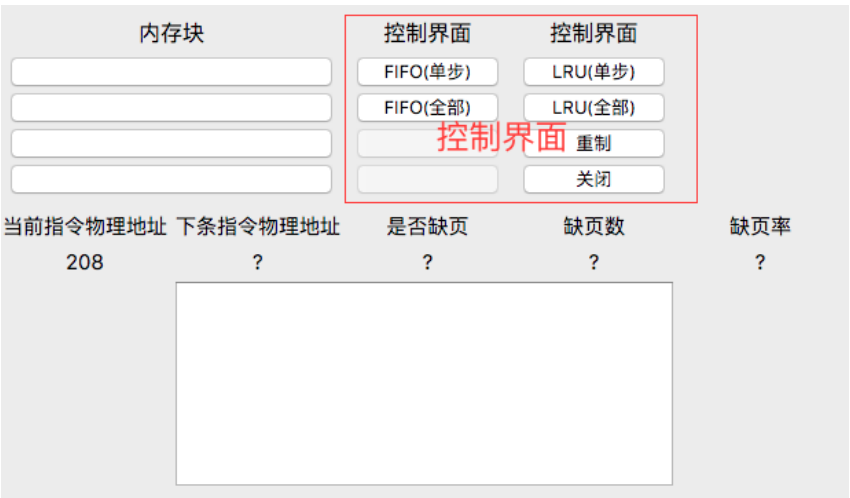 内存块 控制界面 控制界面
FIFO(单步) LRU(单步)
FIFO(全部) LRU(全部)
控制界面 重制
关闭
当前指令物理地址 下条指令物理地址 是否缺页 缺页数 缺页率
208 ? ? ? ?